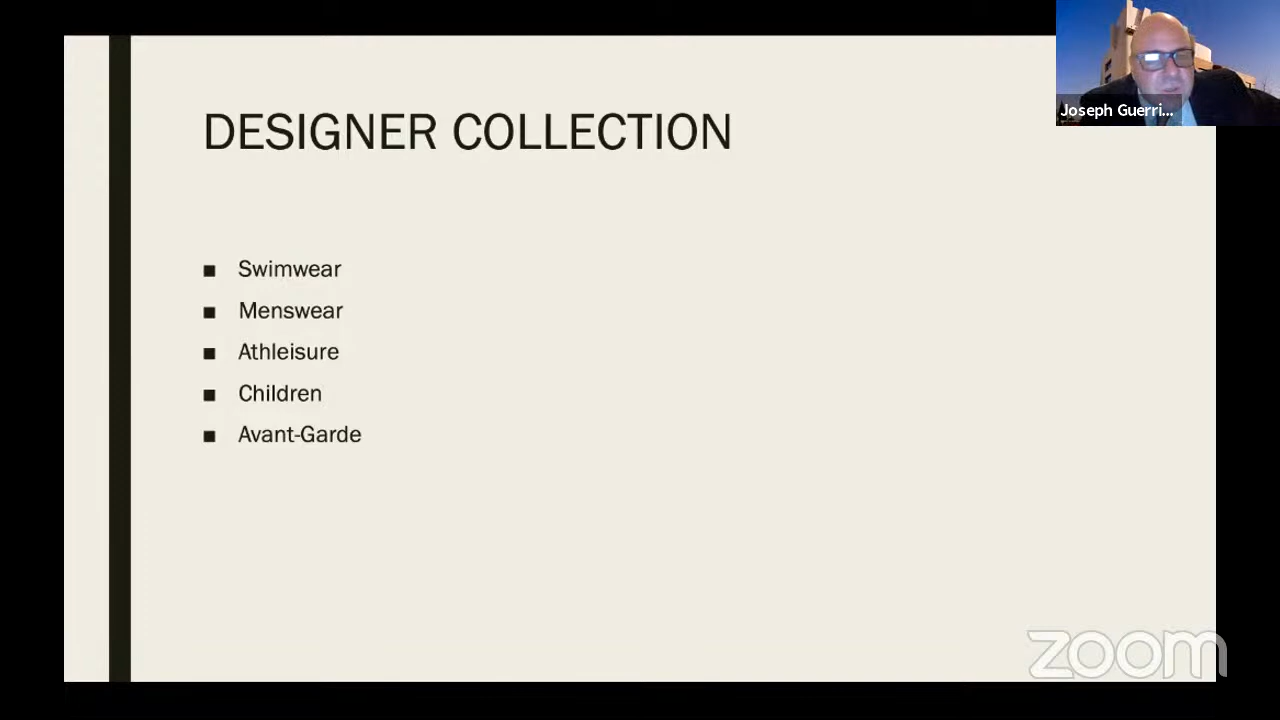 DESIGNER COLLECTION
Joseph Guerri...
■ Swimwear
■ Menswear
■ Athleisure
■ Children
■ Avant-Garde
zoom